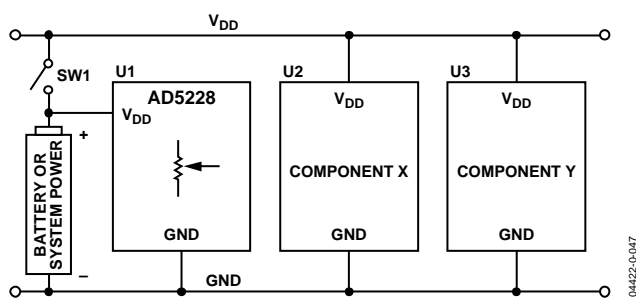 VDD
SW1
U1
AD5228
VDD
GND
U2
VDD
COMPONENT X
GND
U3
VDD
COMPONENT Y
GND
+
BATTERY OR
SYSTEM POWER
–
GND
04422-0-047